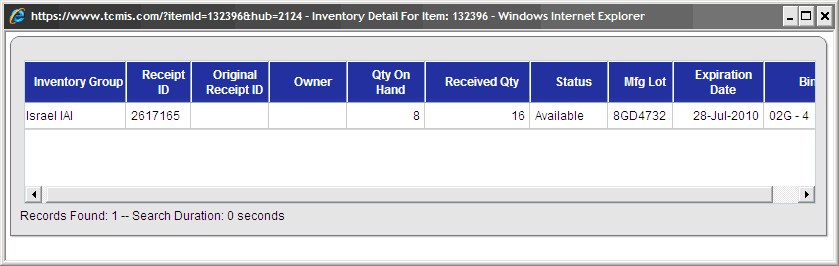 https://www.tcmis.com/?itemId=132396&hub=2124 - Inventory Detail For Item: 132396 - Windows Internet Explorer
Inventory Group Receipt ID Original Receipt ID Owner Qty On Hand Received Qty Status Mfg Lot Expiration Date Bin
Israel IAI 2617165 8 16 Available 8GD4732 28-Jul-2010 02G - 4
Records Found: 1 -- Search Duration: 0 seconds